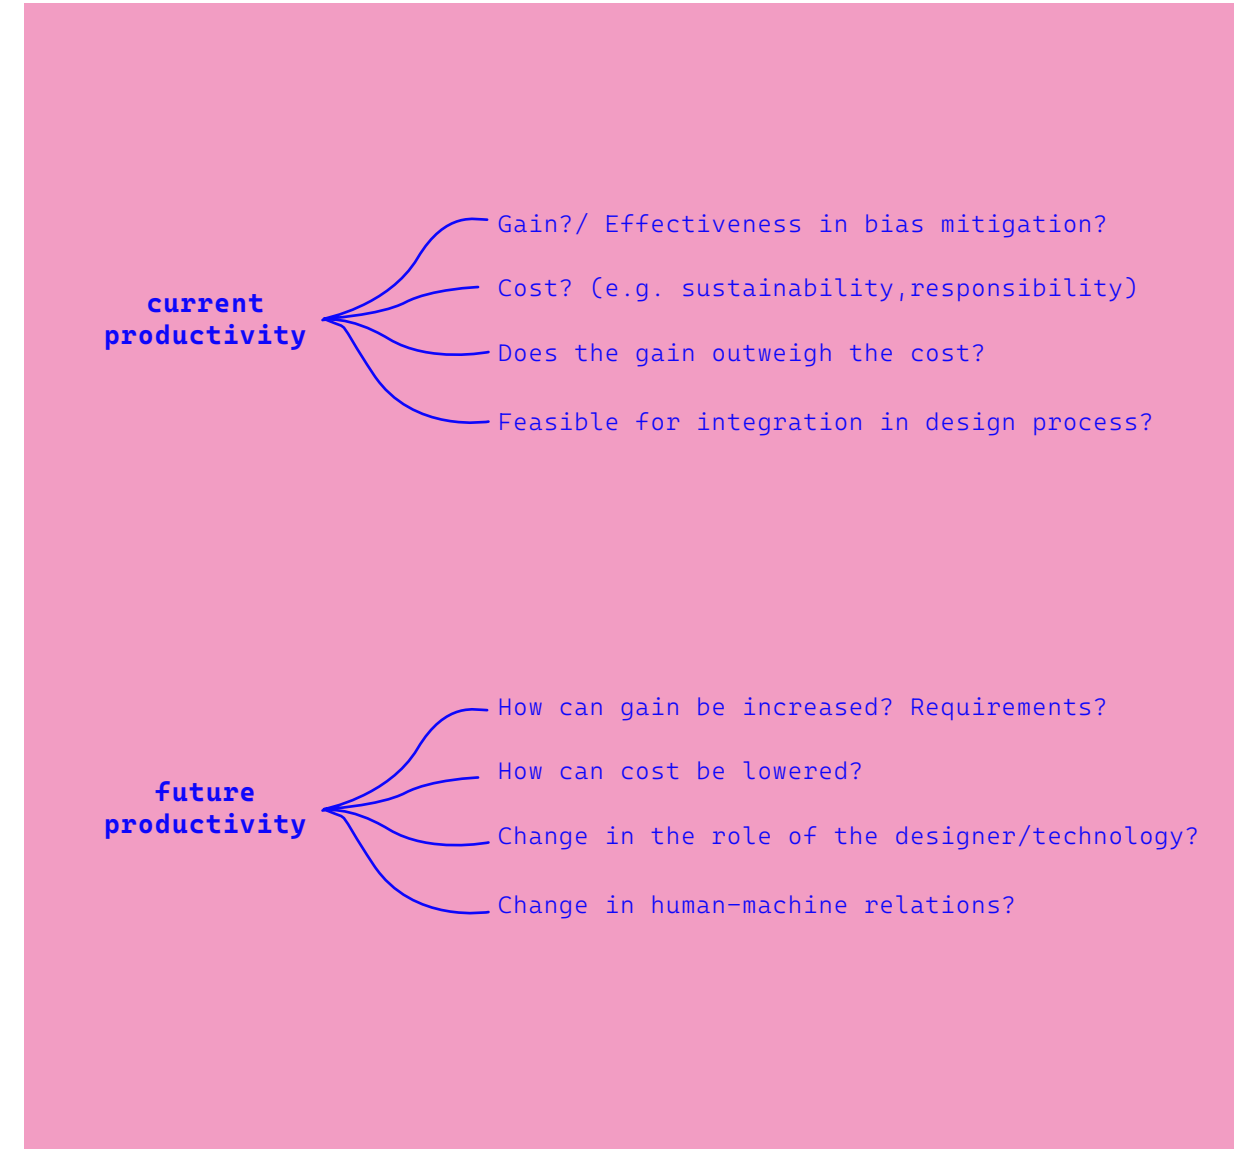 current
productivity
Gain?/ Effectiveness in bias mitigation?
Cost? (e.g. sustainability,responsibility)
Does the gain outweigh the cost?
Feasible for integration in design process?
future
productivity
How can gain be increased? Requirements?
How can cost be lowered?
Change in the role of the designer/technology?
Change in human-machine relations?